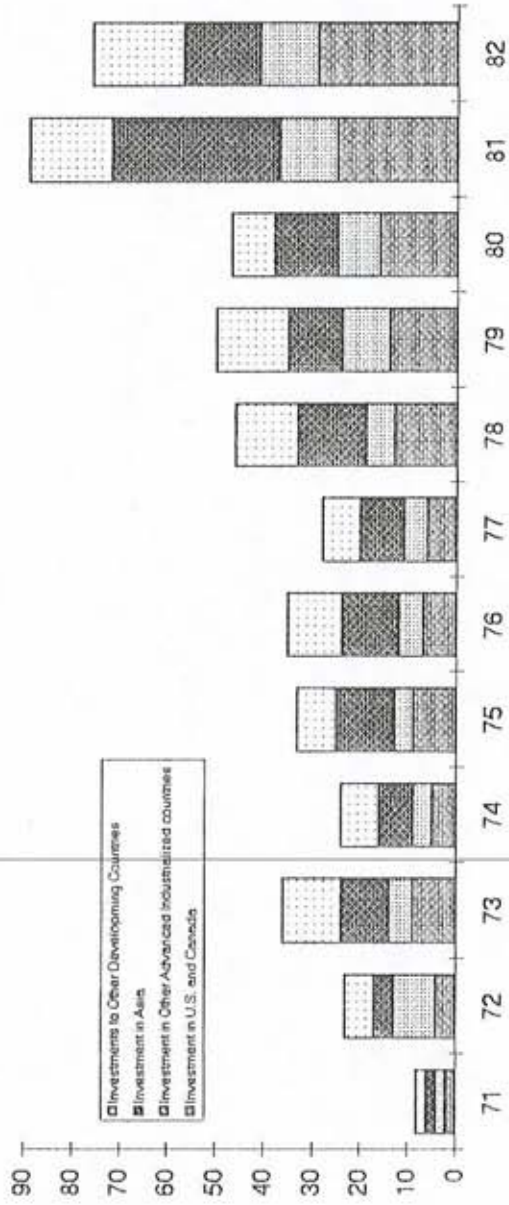 90
80
70
60
50
40
30
20
10
0
Investments to Other Developing Countries
Investment in Asia
Investment in Other Advanced Industrialized countries
Investment in U.S. and Canada
71 72 73 74 75 76 77 78 79 80 81 82